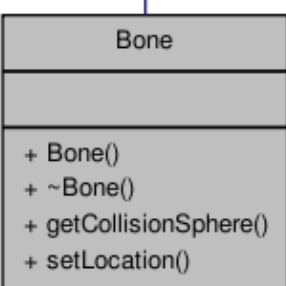 Bone
+ Bone()
+ ~Bone()
+ getCollisionSphere()
+ setLocation()